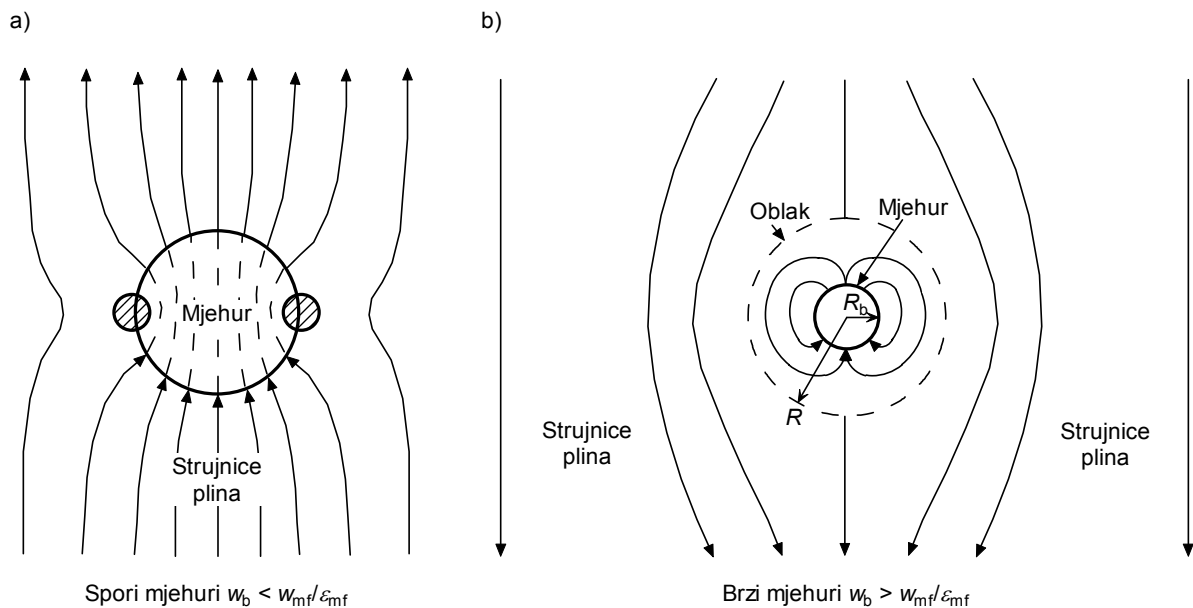 a)
Mjehur
Strujnice
plina
Spori mjehuri w_b < w_mf/ε_mf
b)
Oblak
Mjehur
R_b
R
Strujnice
plina
Strujnice
plina
Brzi mjehuri w_b > w_mf/ε_mf